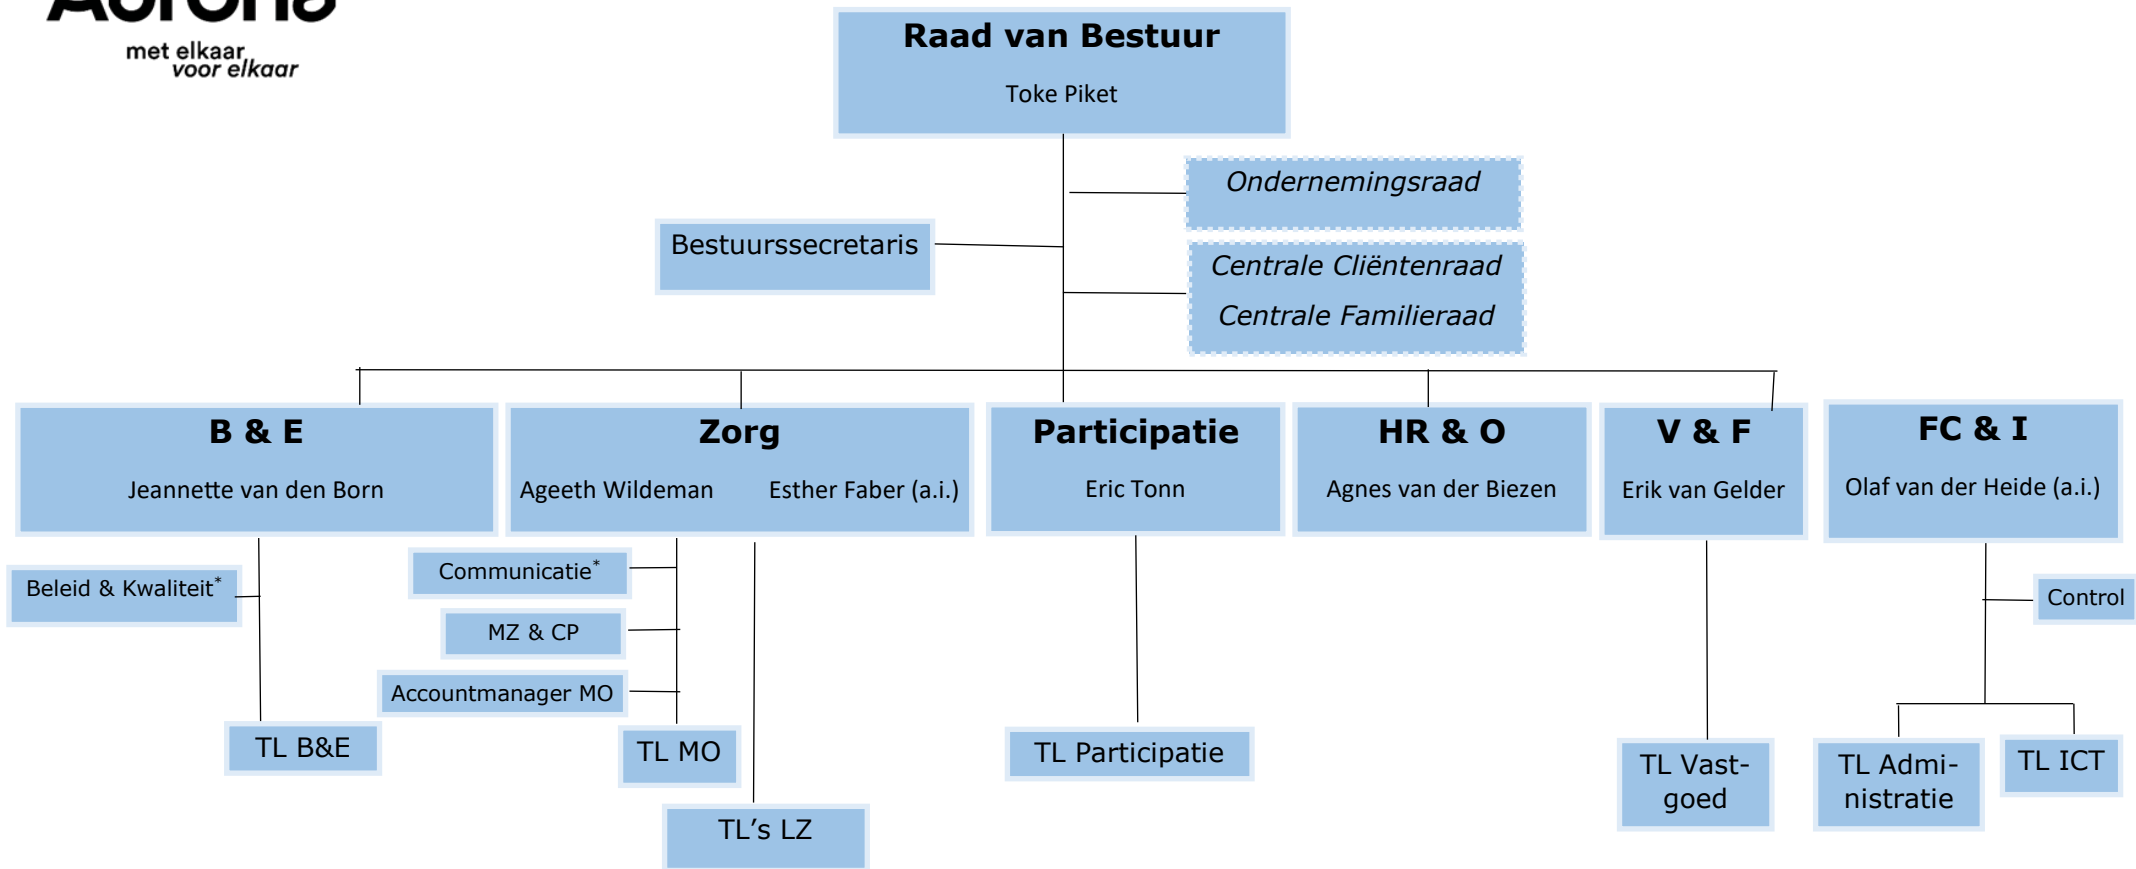 met elkaar
voor elkaar
Raad van Bestuur
Toke Piket
Ondernemingsraad
Bestuurssecretaris
Centrale Cliëntenraad
Centrale Familieraad
B & E
Jeannette van den Born
Zorg
Ageeth Wildeman Esther Faber (a.i.)
Participatie
Eric Tonn
HR & O
Agnes van der Biezen
V & F
Erik van Gelder
FC & I
Olaf van der Heide (a.i.)
Beleid & Kwaliteit*
Communicatie*
MZ & CP
Accountmanager MO
Control
TL B&E
TL MO
TL's LZ
TL Participatie
TL Vast-
goed
TL Admi-
nistratie
TL ICT